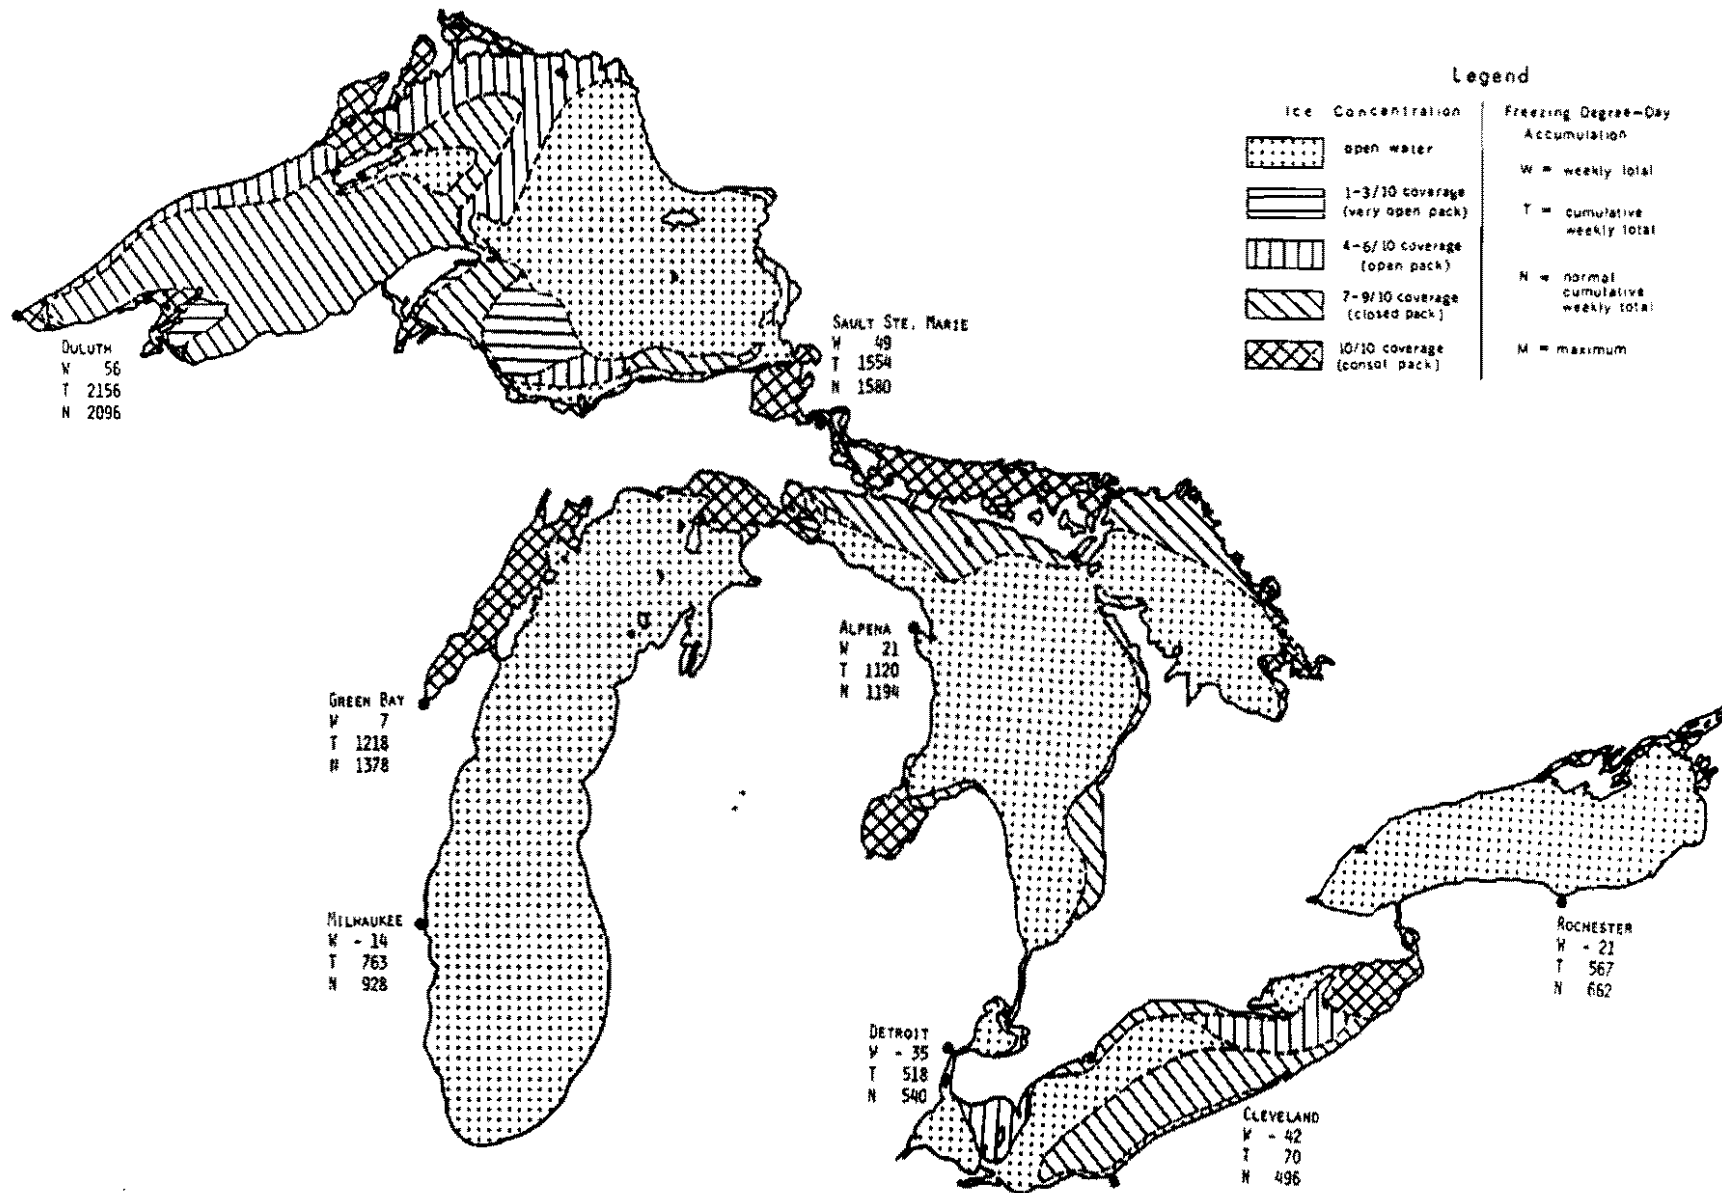 Legend
Ice Concentration
open water
1-3/10 coverage
(very open pack)
4-6/10 coverage
(open pack)
7-9/10 coverage
(closed pack)
10/10 coverage
(consol pack)
Freezing Degree-Day
Accumulation
W = weekly total
T = cumulative
weekly total
N = normal
cumulative
weekly total
M = maximum
DULUTH
W 56
T 2156
N 2096
SAULT STE. MARIE
W 49
T 1554
N 1580
ALPENA
W 21
T 1120
N 1194
GREEN BAY
W 7
T 1218
N 1378
MILWAUKEE
W - 14
T 763
N 928
ROCHESTER
W - 21
T 567
N 662
DETROIT
W - 35
T 518
N 540
CLEVELAND
W - 42
T 70
N 496